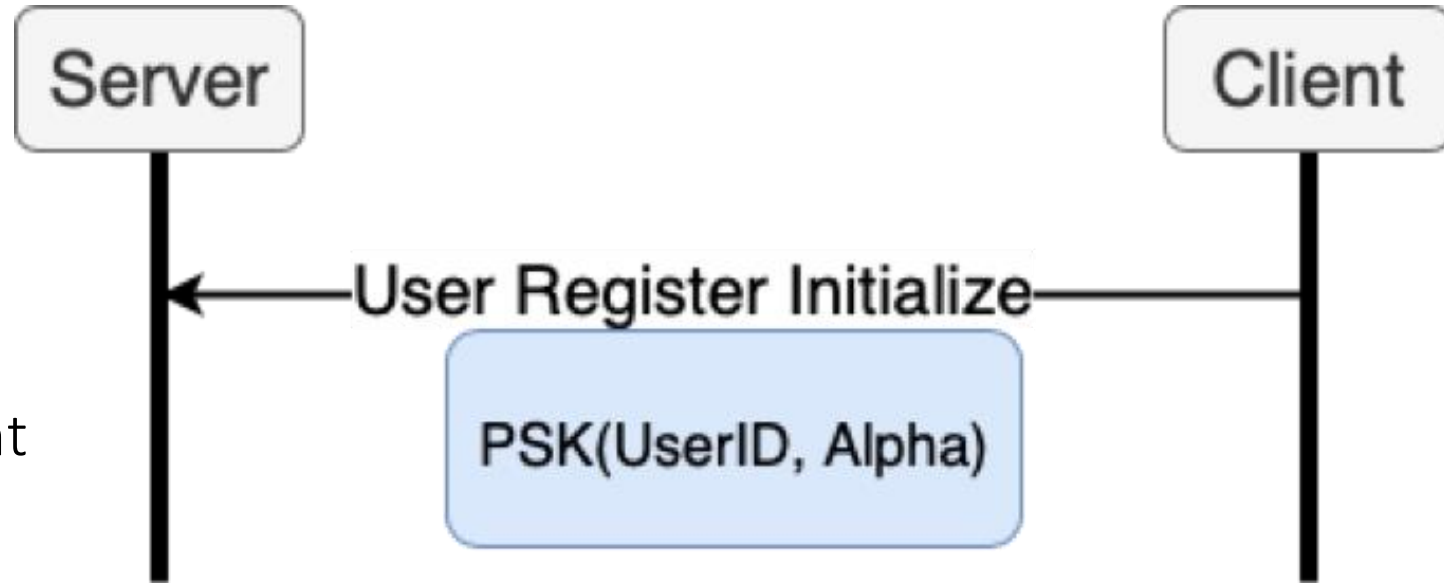 Server
Client
User Register Initialize
PSK(UserID, Alpha)